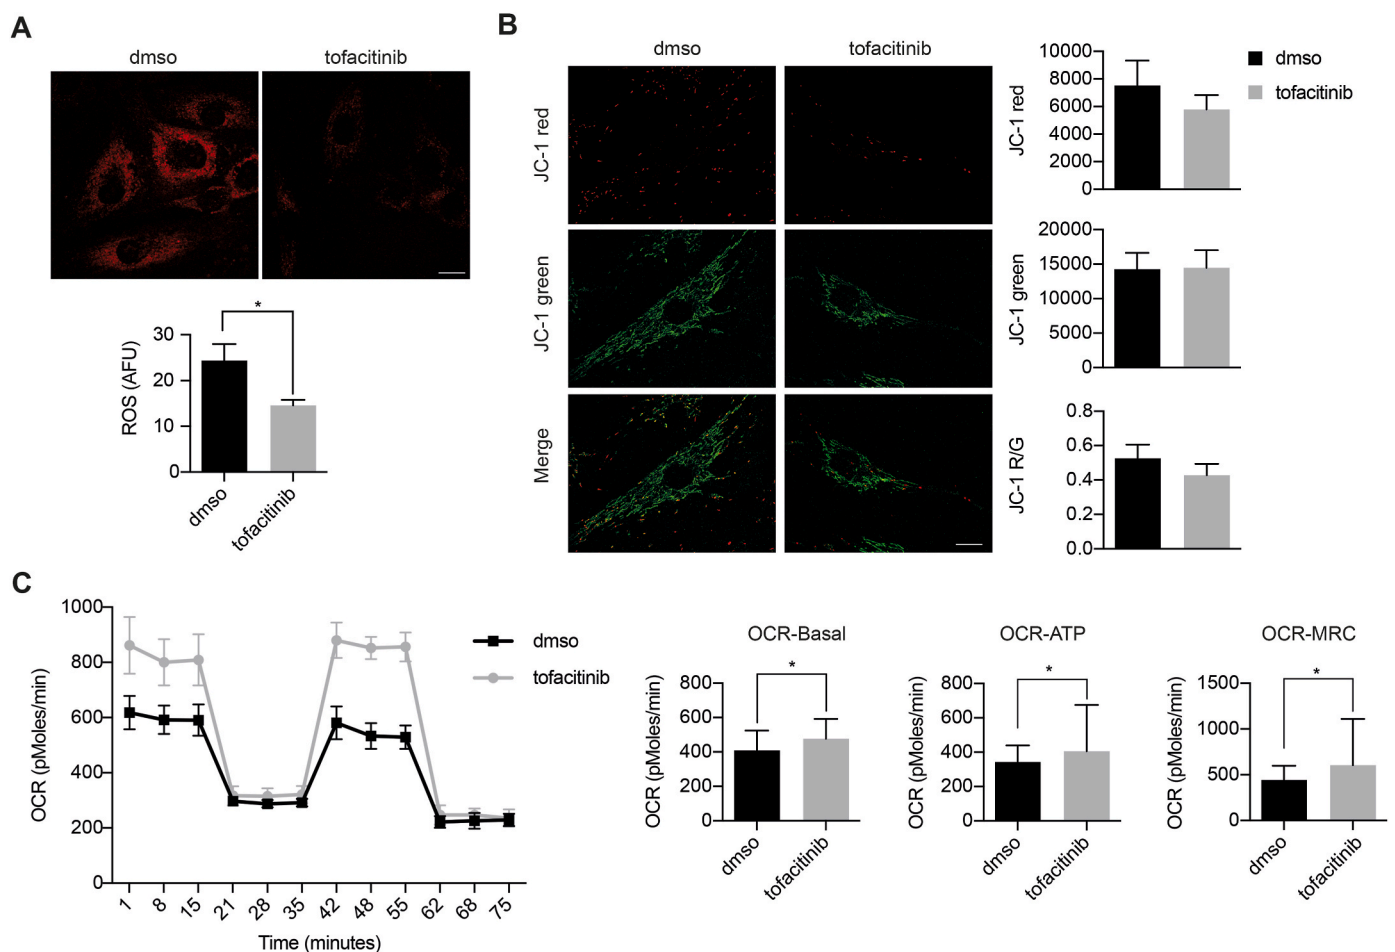 A
dmso
tofacitinib
*
ROS (AFU)
30
20
10
0
dmso
tofacitinib
B
dmso
tofacitinib
JC-1 red
JC-1 green
Merge
JC-1 red
10000
8000
6000
4000
2000
0
dmso
tofacitinib
JC-1 green
20000
15000
10000
5000
0
JC-1 R/G
0.8
0.6
0.4
0.2
0.0
C
OCR (pMoles/min)
1000
800
600
400
200
0
1
8
15
21
28
35
42
48
55
62
68
75
Time (minutes)
dmso
tofacitinib
OCR-Basal
*
OCR (pMoles/min)
800
600
400
200
0
dmso
tofacitinib
OCR-ATP
*
OCR (pMoles/min)
800
600
400
200
0
dmso
tofacitinib
OCR-MRC
*
OCR (pMoles/min)
1500
1000
500
0
dmso
tofacitinib